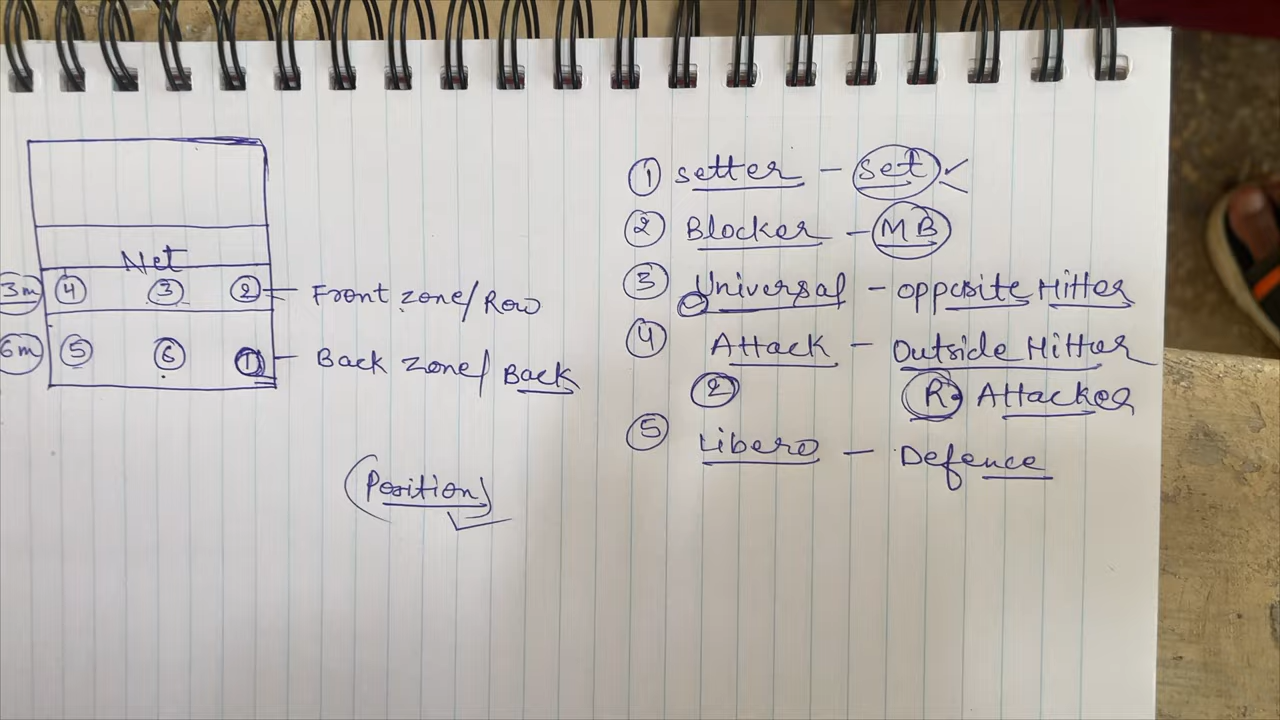 Net
3m 4 3 2 Front zone/Row
6m 5 6 1 Back zone/Back
(Position)
1 setter - set
2 Blocker - MB
3 Universal - opposite Hitter
4 Attack - Outside Hitter
2 R. Attacker
5 Libero - Defence